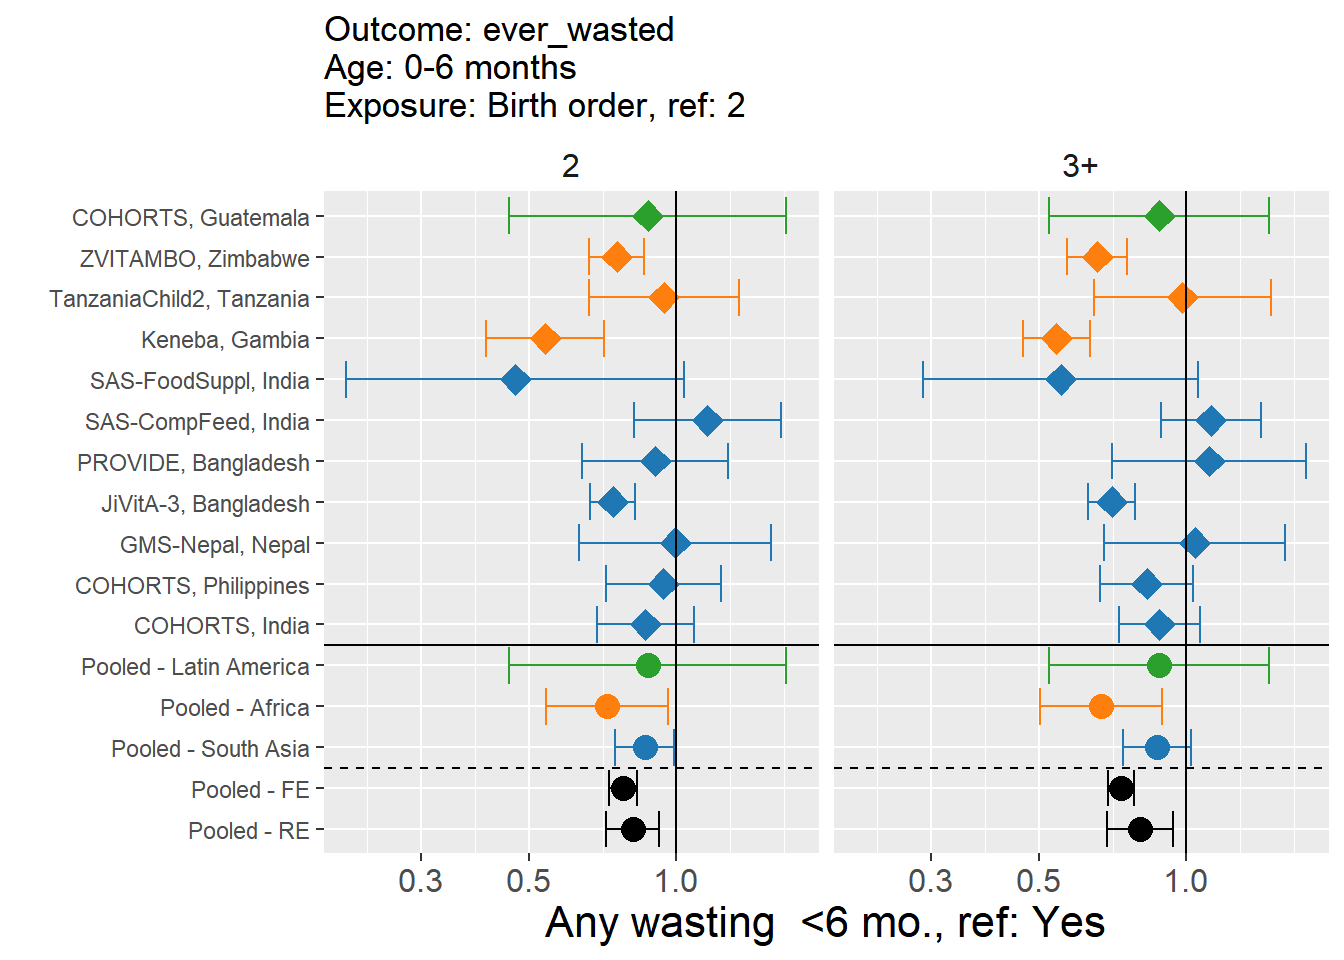 Outcome: ever_wasted
Age: 0-6 months
Exposure: Birth order, ref: 2
2
3+
COHORTS, Guatemala
ZVITAMBO, Zimbabwe
TanzaniaChild2, Tanzania
Keneba, Gambia
SAS-FoodSuppl, India
SAS-CompFeed, India
PROVIDE, Bangladesh
JiVitA-3, Bangladesh
GMS-Nepal, Nepal
COHORTS, Philippines
COHORTS, India
Pooled - Latin America
Pooled - Africa
Pooled - South Asia
Pooled - FE
Pooled - RE
0.3 0.5 1.0
0.3 0.5 1.0
Any wasting  <6 mo., ref: Yes